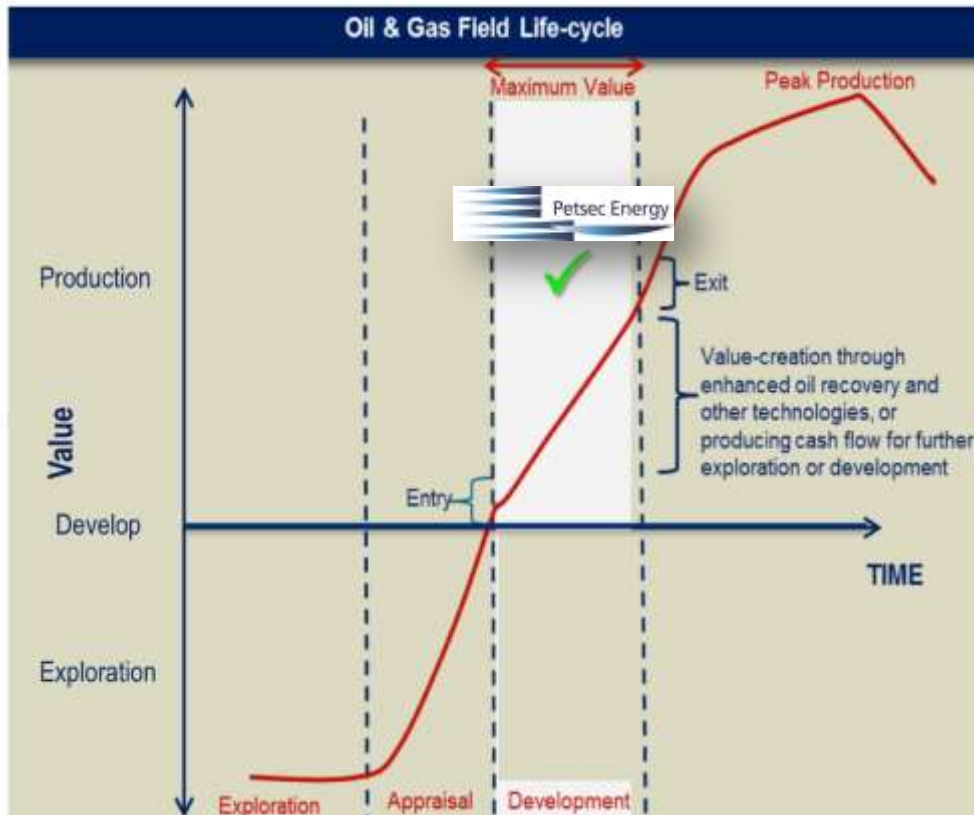 Oil & Gas Field Life-cycle
Maximum Value
Peak Production
Petsec Energy
Production
Exit
Value-creation through
enhanced oil recovery and
other technologies, or
producing cash flow for further
exploration or development
Value
Entry
Develop
TIME
Exploration
Exploration
Appraisal
Development